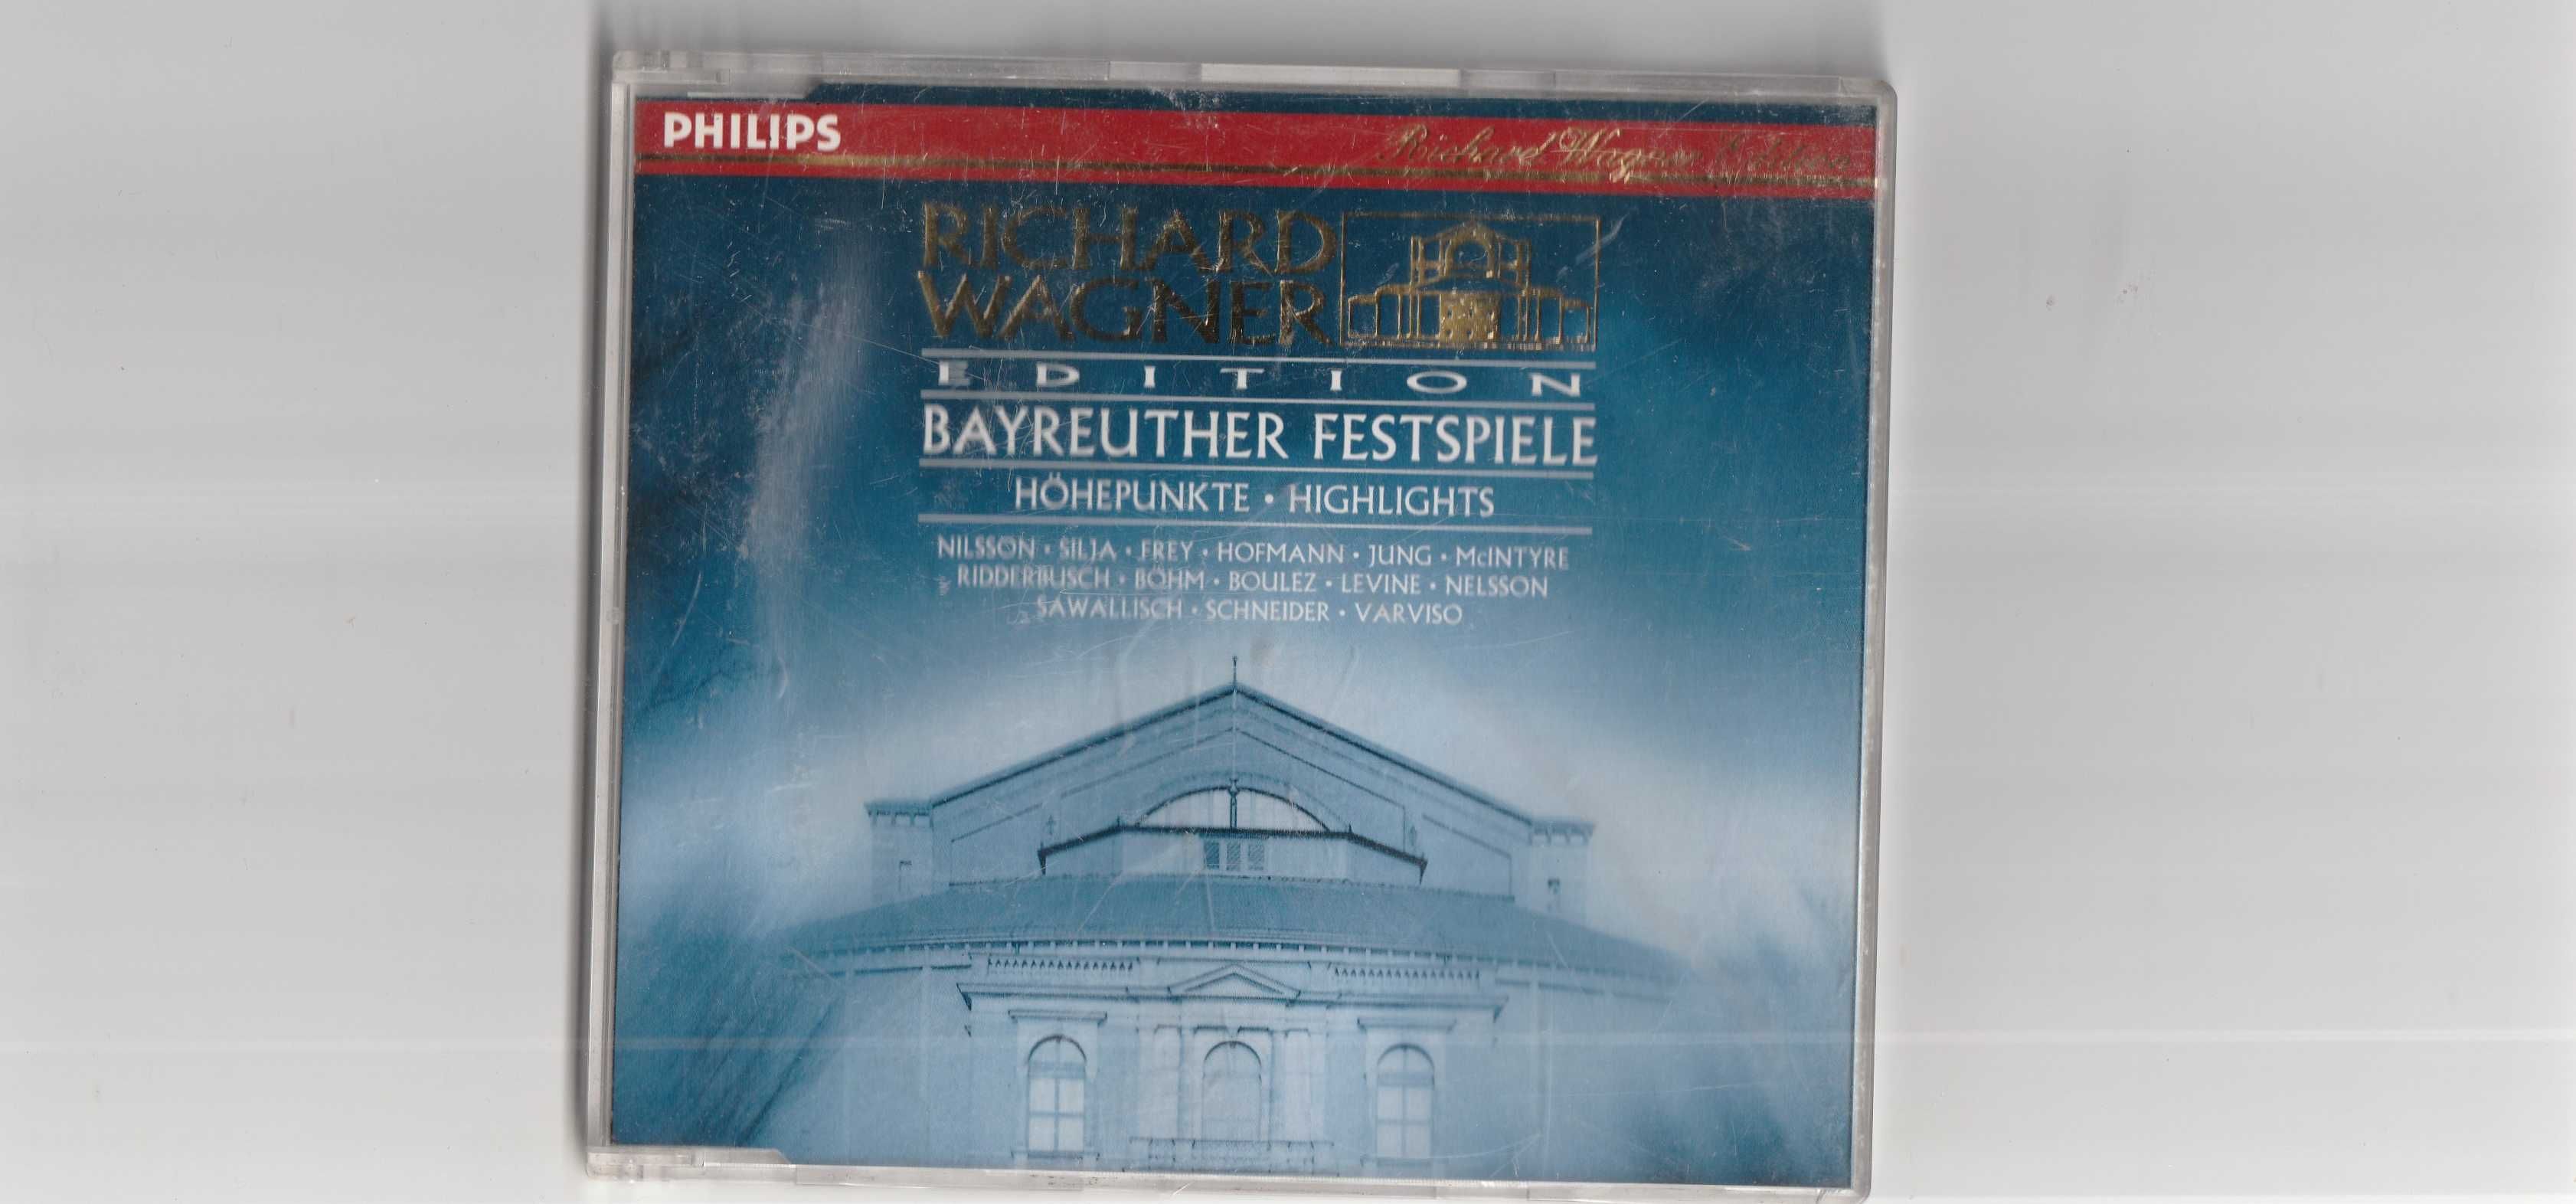 PHILIPS
Richard Wagner Edition
RICHARD
WAGNER
EDITION
BAYREUTHER FESTSPIELE
HÖHEPUNKTE • HIGHLIGHTS
NILSSON • SILJA • FREY • HOFMANN • JUNG • McINTYRE
RIDDERBUSCH • BÖHM • BOULEZ • LEVINE • NELSSON
SAWALLISCH • SCHNEIDER • VARVISO